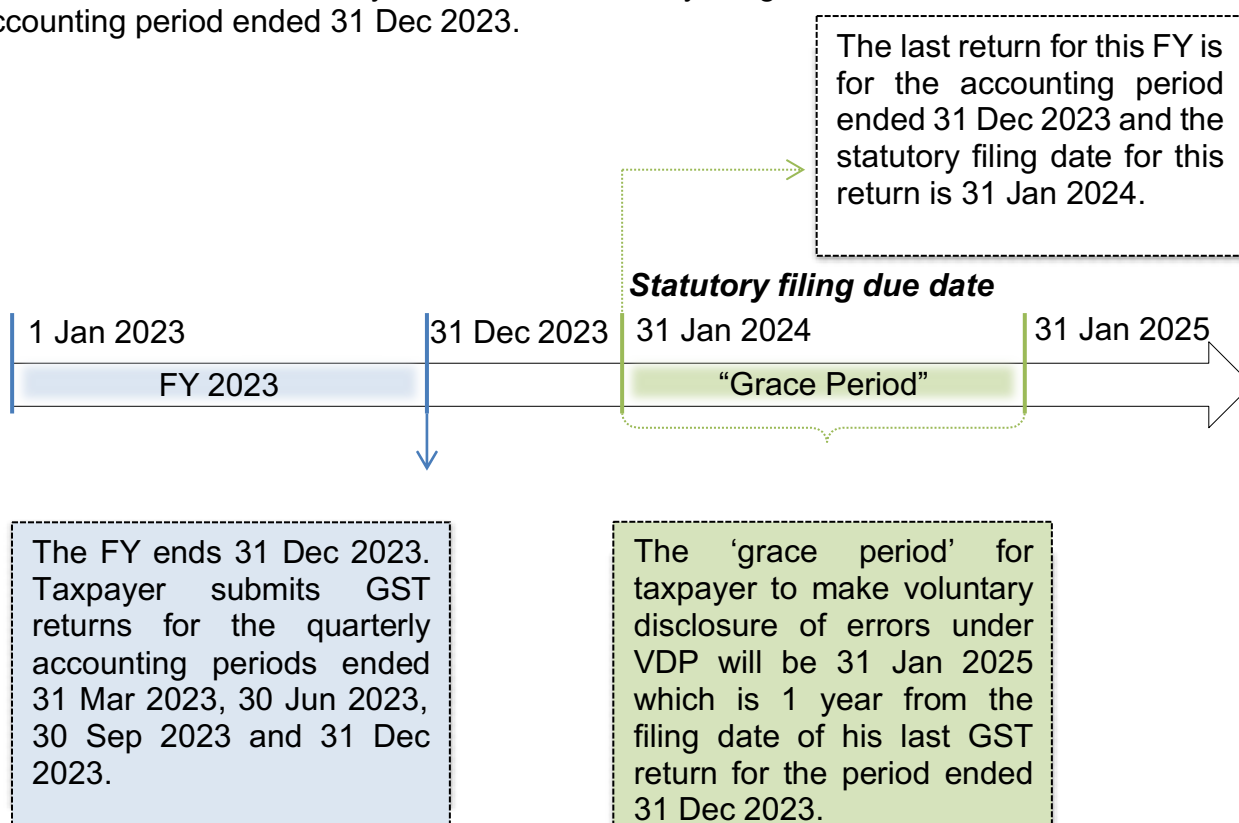 ccounting period ended 31 Dec 2023.
The last return for this FY is
for the accounting period
ended 31 Dec 2023 and the
statutory filing date for this
return is 31 Jan 2024.
Statutory filing due date
1 Jan 2023
31 Dec 2023
31 Jan 2024
31 Jan 2025
FY 2023
“Grace Period”
The FY ends 31 Dec 2023.
Taxpayer submits GST
returns for the quarterly
accounting periods ended
31 Mar 2023, 30 Jun 2023,
30 Sep 2023 and 31 Dec
2023.
The ‘grace period’ for
taxpayer to make voluntary
disclosure of errors under
VDP will be 31 Jan 2025
which is 1 year from the
filing date of his last GST
return for the period ended
31 Dec 2023.